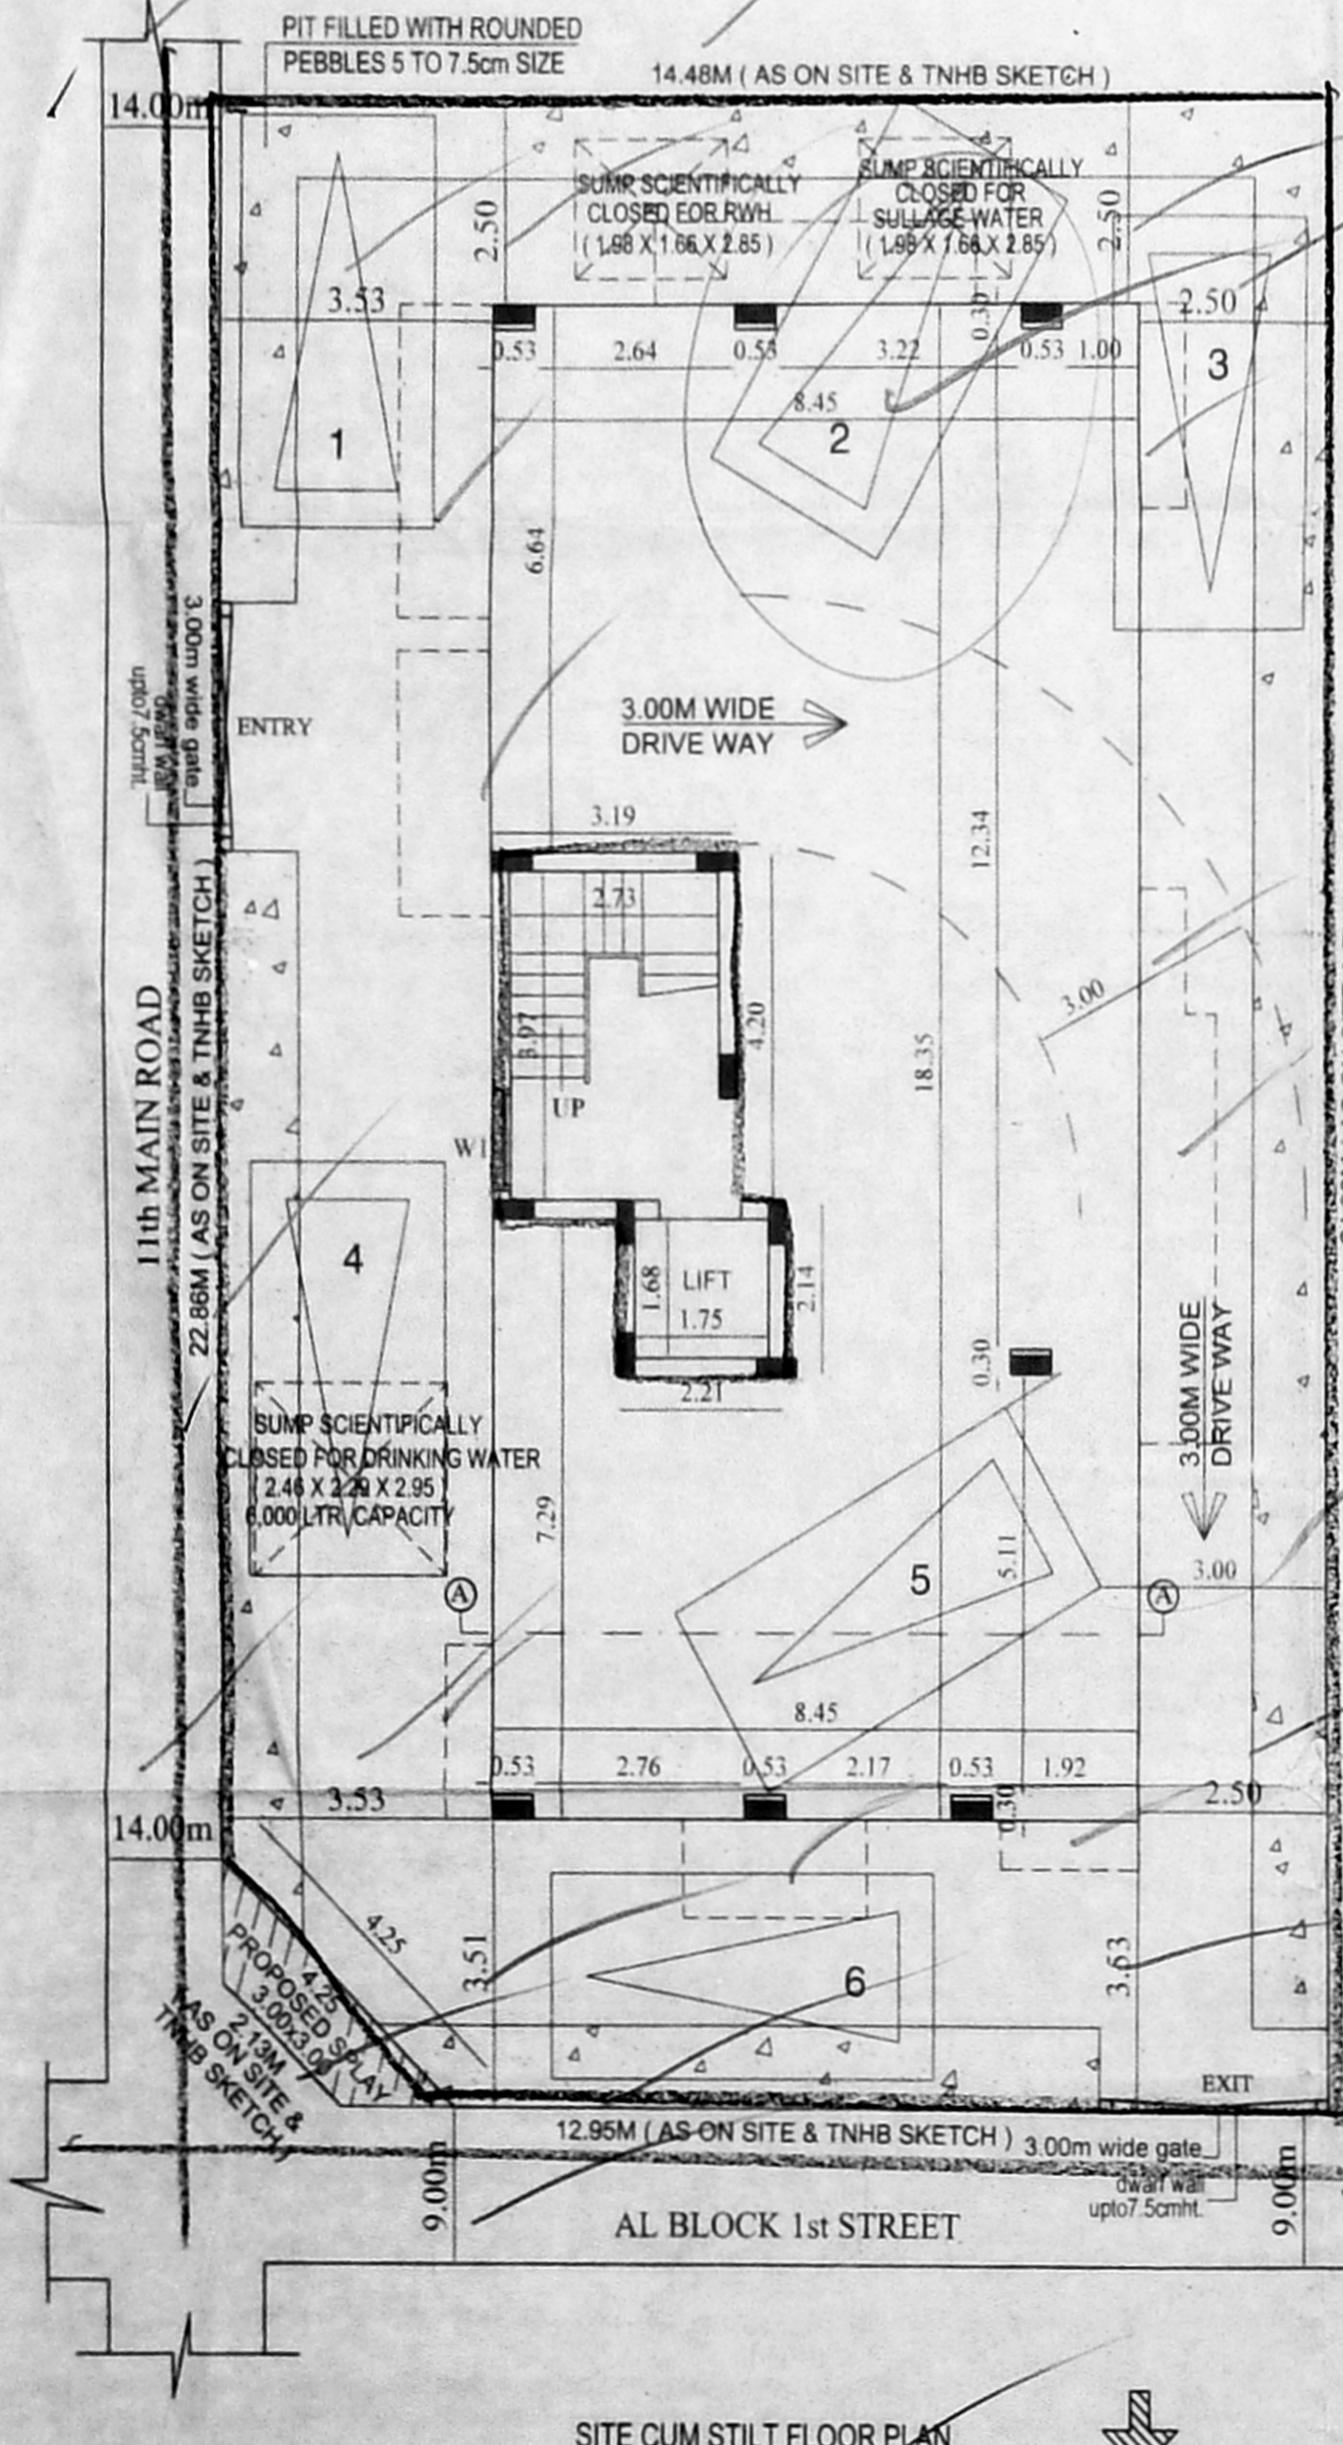 PIT FILLED WITH ROUNDED
PEBBLES 5 TO 7.5cm SIZE
14.48M ( AS ON SITE & TNHB SKETCH )
14.00m
SUMP SCIENTIFICALLY
CLOSED FOR RWH
( 1.98 X 1.66 X 2.85 )
SUMP SCIENTIFICALLY
CLOSED FOR
SULLAGE WATER
( 1.98 X 1.66 X 2.85 )
2.50
2.50
3.53
2.50
0.30
0.53
2.64
0.53
3.22
0.53
1.00
8.45
1
2
3
6.64
3.00m wide gate
dwarf wall
upto7.5cmht.
ENTRY
3.00M WIDE
DRIVE WAY
3.19
12.34
2.73
3.97
4.20
18.35
3.00
UP
W1
11th MAIN ROAD
22.86M ( AS ON SITE & TNHB SKETCH )
4
LIFT
1.68
1.75
2.14
2.21
0.30
3.00M WIDE
DRIVE WAY
SUMP SCIENTIFICALLY
CLOSED FOR DRINKING WATER
( 2.46 X 2.29 X 2.95 )
6,000 LTR. CAPACITY
7.29
5
5.11
3.00
A
A
8.45
0.53
2.76
0.53
2.17
0.53
1.92
3.53
0.30
2.50
14.00m
4.25
3.51
6
3.53
4.25
PROPOSED SPLAY
3.00x3.00
2.13M
( AS ON SITE &
TNHB SKETCH )
EXIT
12.95M ( AS ON SITE & TNHB SKETCH )
3.00m wide gate
dwarf wall
upto7.5cmht.
9.00m
9.00m
AL BLOCK 1st STREET
SITE CUM STILT FLOOR PLAN